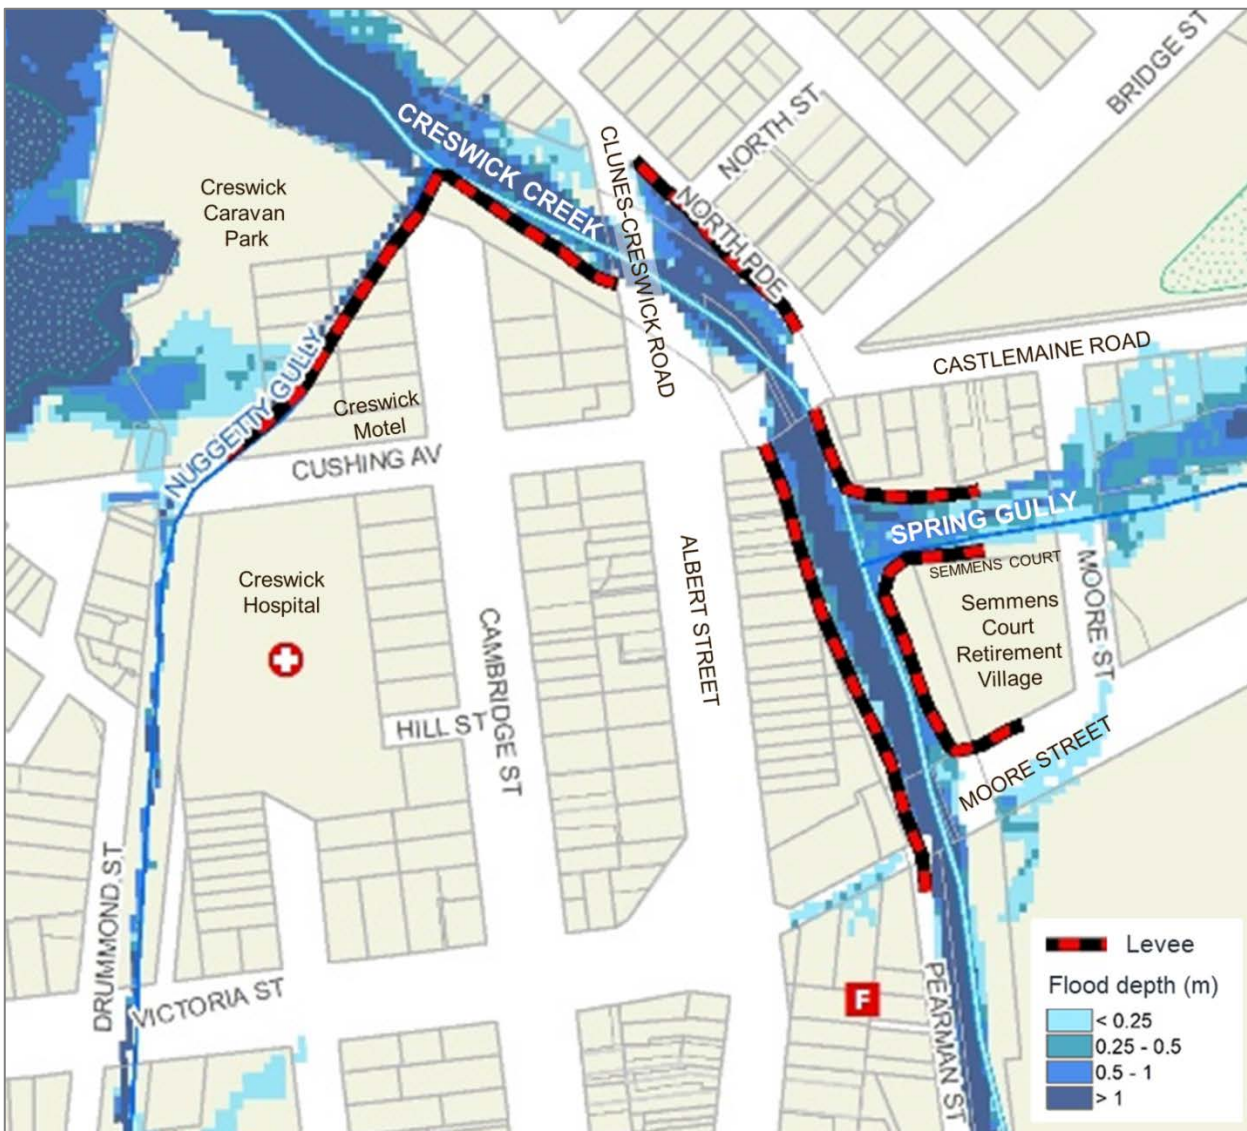 BRIDGE ST
NORTH ST
CRESWICK CREEK
CLUNES-CRESWICK ROAD
NORTH PDE
Creswick
Caravan
Park
CASTLEMAINE ROAD
NUGGETTY GULLY
Creswick
Motel
CUSHING AV
SPRING GULLY
SEMMENS COURT
MOORE ST
Creswick
Hospital
Semmens
Court
Retirement
Village
ALBERT STREET
CAMBRIDGE ST
HILL ST
MOORE STREET
DRUMMOND ST
VICTORIA ST
F
PEARMAN ST
Levee
Flood depth (m)
< 0.25
0.25 - 0.5
0.5 - 1
> 1